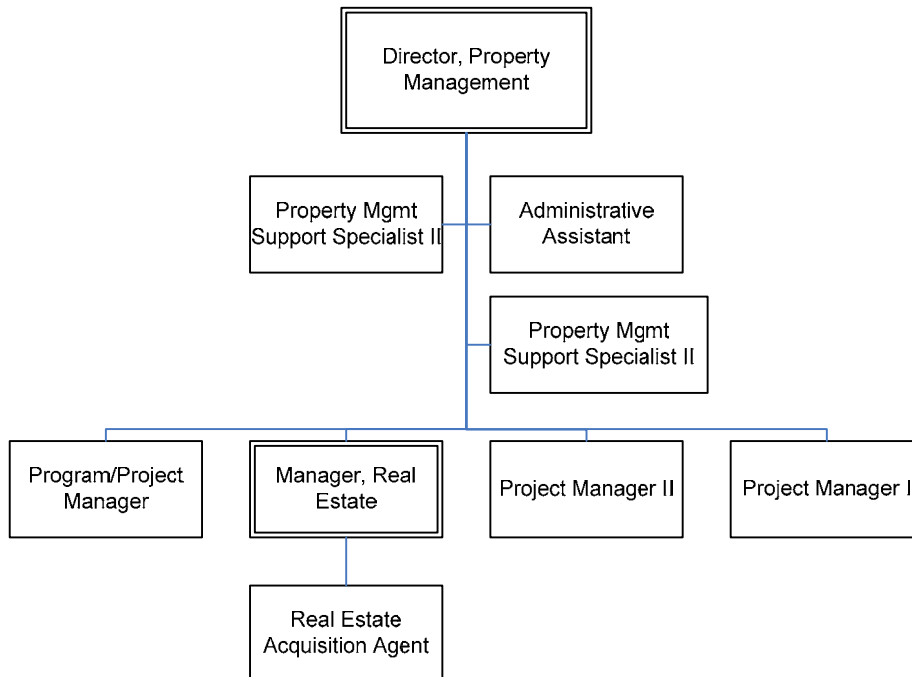 Director, Property
Management
Property Mgmt
Support Specialist II
Administrative
Assistant
Property Mgmt
Support Specialist II
Program/Project
Manager
Manager, Real
Estate
Project Manager II
Project Manager I
Real Estate
Acquisition Agent